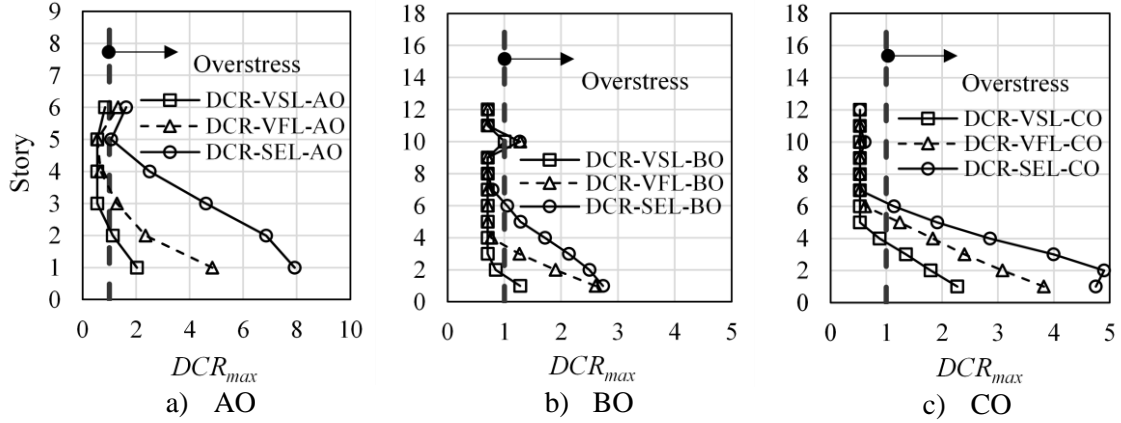 Story
9
8
7
6
5
4
3
2
1
0
Overstress
DCR-VSL-AO
DCR-VFL-AO
DCR-SEL-AO
0 2 4 6 8 10
DCRmax
a) AO
18
16
14
12
10
8
6
4
2
0
Overstress
DCR-VSL-BO
DCR-VFL-BO
DCR-SEL-BO
0 1 2 3 4 5
DCRmax
b) BO
18
16
14
12
10
8
6
4
2
0
Overstress
DCR-VSL-CO
DCR-VFL-CO
DCR-SEL-CO
0 1 2 3 4 5
DCRmax
c) CO